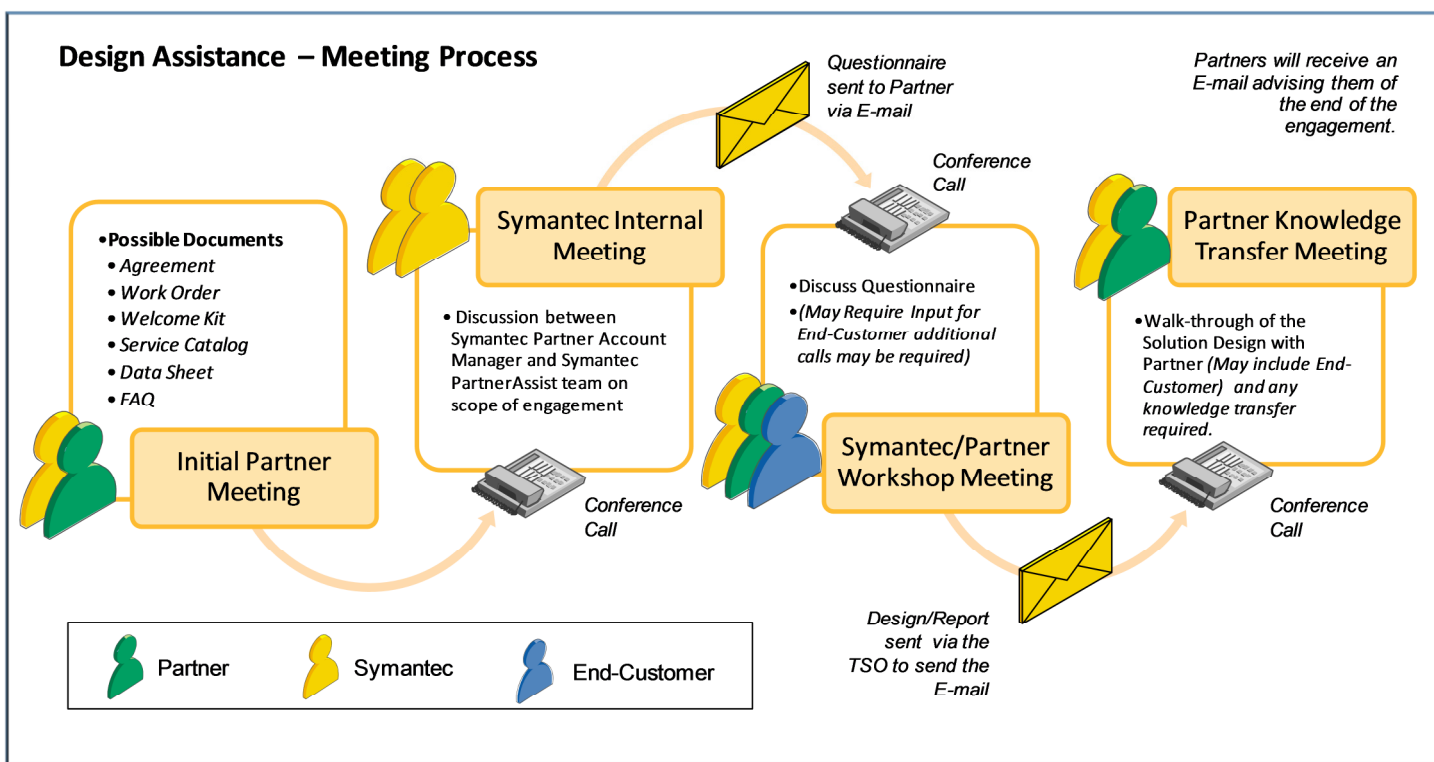 Design Assistance – Meeting Process
Questionnaire
sent to Partner
via E-mail
Partners will receive an
E-mail advising them of
the end of the
engagement.
•Possible Documents
• Agreement
• Work Order
• Welcome Kit
• Service Catalog
• Data Sheet
• FAQ
Initial Partner
Meeting
Symantec Internal
Meeting
• Discussion between
Symantec Partner Account
Manager and Symantec
PartnerAssist team on
scope of engagement
Conference
Call
Conference
Call
•Discuss Questionnaire
•(May Require Input for
End-Customer additional
calls may be required)
Symantec/Partner
Workshop Meeting
Partner Knowledge
Transfer Meeting
•Walk-through of the
Solution Design with
Partner (May include End-
Customer) and any
knowledge transfer
required.
Conference
Call
Design/Report
sent via the
TSO to send the
E-mail
Partner
Symantec
End-Customer